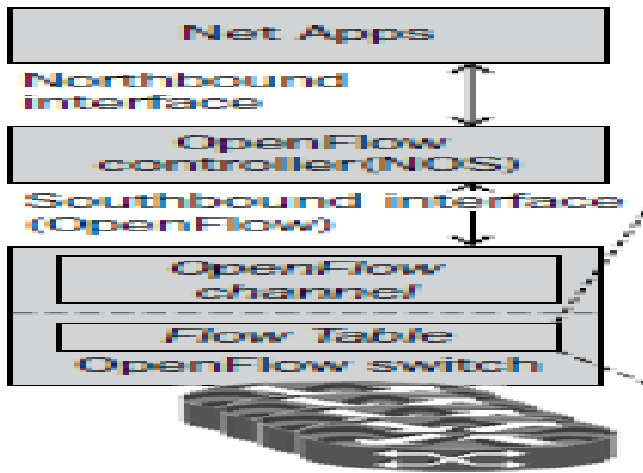 Net Apps
Northbound
interface
OpenFlow
controller(NOS)
Southbound interface
(OpenFlow)
OpenFlow
channel
Flow Table
OpenFlow switch